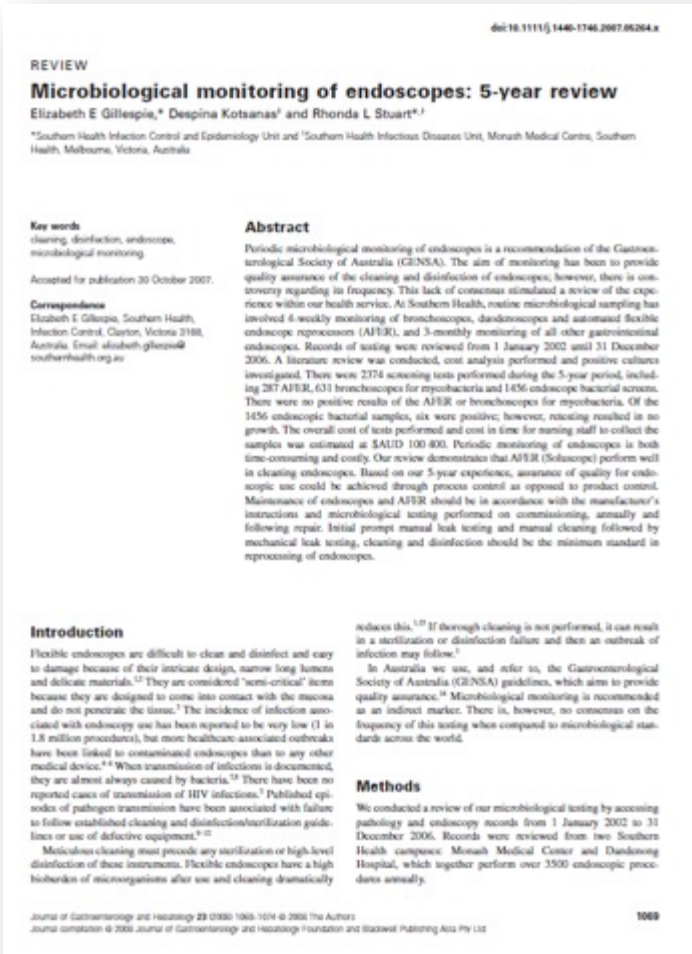 doi:10.1111/j.1440-1746.2007.05264.x
REVIEW
Microbiological monitoring of endoscopes: 5-year review
Elizabeth E Gillespie,* Despina Kotsanas† and Rhonda L Stuart*,†
*Southern Health Infection Control and Epidemiology Unit and †Southern Health Infectious Diseases Unit, Monash Medical Centre, Southern
Health, Melbourne, Victoria, Australia
Key words
cleaning, disinfection, endoscope,
microbiological monitoring.
Accepted for publication 30 October 2007.
Correspondence
Elizabeth E Gillespie, Southern Health,
Infection Control, Clayton, Victoria 3168,
Australia. Email: elizabeth.gillespie@
southernhealth.org.au
Abstract
Periodic microbiological monitoring of endoscopes is a recommendation of the Gastroen-
terological Society of Australia (GENSA). The aim of monitoring has been to provide
quality assurance of the cleaning and disinfection of endoscopes; however, there is con-
troversy regarding its frequency. This lack of consensus stimulated a review of the expe-
rience within our health service. At Southern Health, routine microbiological sampling has
involved 4-weekly monitoring of bronchoscopes, duodenoscopes and automated flexible
endoscope reprocessors (AFER), and 3-monthly monitoring of all other gastrointestinal
endoscopes. Records of testing were reviewed from 1 January 2002 until 31 December
2006. A literature review was conducted, cost analysis performed and positive cultures
investigated. There were 2374 screening tests performed during the 5-year period, includ-
ing 287 AFER, 631 bronchoscopes for mycobacteria and 1456 endoscope bacterial screens.
There were no positive results of the AFER or bronchoscopes for mycobacteria. Of the
1456 endoscopic bacterial samples, six were positive; however, retesting resulted in no
growth. The overall cost of tests performed and cost in time for nursing staff to collect the
samples was estimated at $AUD 100 400. Periodic monitoring of endoscopes is both
time-consuming and costly. Our review demonstrates that AFER (Soluscope) perform well
in cleaning endoscopes. Based on our 5-year experience, assurance of quality for endo-
scopic use could be achieved through process control as opposed to product control.
Maintenance of endoscopes and AFER should be in accordance with the manufacturer's
instructions and microbiological testing performed on commissioning, annually and
following repair. Initial prompt manual leak testing and manual cleaning followed by
mechanical leak testing, cleaning and disinfection should be the minimum standard in
reprocessing of endoscopes.
Introduction
Flexible endoscopes are difficult to clean and disinfect and easy
to damage because of their intricate design, narrow long lumens
and delicate materials. They are considered 'semi-critical' items
because they are designed to come into contact with the mucosa
and do not penetrate the tissue. The incidence of infection asso-
ciated with endoscopy use has been reported to be very low (1 in
1.8 million procedures), but more healthcare-associated outbreaks
have been linked to contaminated endoscopes than to any other
medical device. When transmission of infections is documented,
they are almost always caused by bacteria. There have been no
reported cases of transmission of HIV infections. Published epi-
sodes of pathogen transmission have been associated with failure
to follow established cleaning and disinfection/sterilization guide-
lines or use of defective equipment.
Meticulous cleaning must precede any sterilization or high-level
disinfection of these instruments. Flexible endoscopes have a high
bioburden of microorganisms after use and cleaning dramatically
reduces this. If thorough cleaning is not performed, it can result
in a sterilization or disinfection failure and then an outbreak of
infection may follow.
In Australia we use, and refer to, the Gastroenterological
Society of Australia (GENSA) guidelines, which aims to provide
quality assurance. Microbiological monitoring is recommended
as an indirect marker. There is, however, no consensus on the
frequency of this testing when compared to microbiological stan-
dards across the world.
Methods
We conducted a review of our microbiological testing by accessing
pathology and endoscopy records from 1 January 2002 to 31
December 2006. Records were reviewed from two Southern
Health campuses: Monash Medical Center and Dandenong
Hospital, which together perform over 3500 endoscopic proce-
dures annually.
Journal of Gastroenterology and Hepatology 23 (2008) 1069–1074 © 2008 The Authors
1069
Journal compilation © 2008 Journal of Gastroenterology and Hepatology Foundation and Blackwell Publishing Asia Pty Ltd